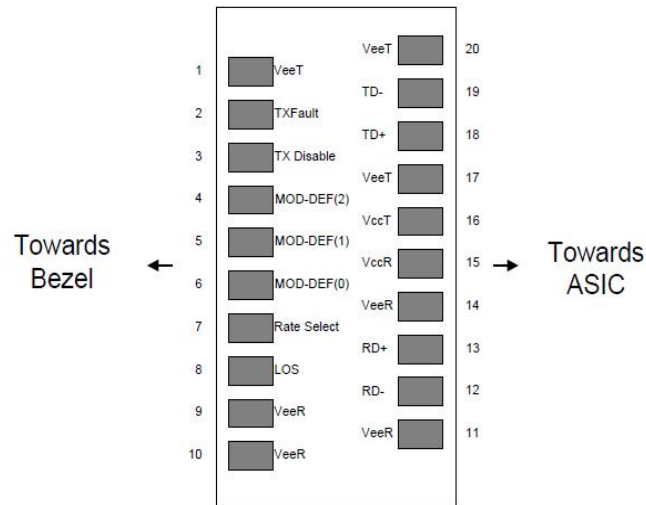 VeeT 20
1 VeeT
TD- 19
2 TXFault
TD+ 18
3 TX Disable
VeeT 17
4 MOD-DEF(2)
VccT 16
5 MOD-DEF(1)
Towards
Bezel
VccR 15
Towards
ASIC
6 MOD-DEF(0)
VeeR 14
7 Rate Select
RD+ 13
8 LOS
RD- 12
9 VeeR
VeeR 11
10 VeeR